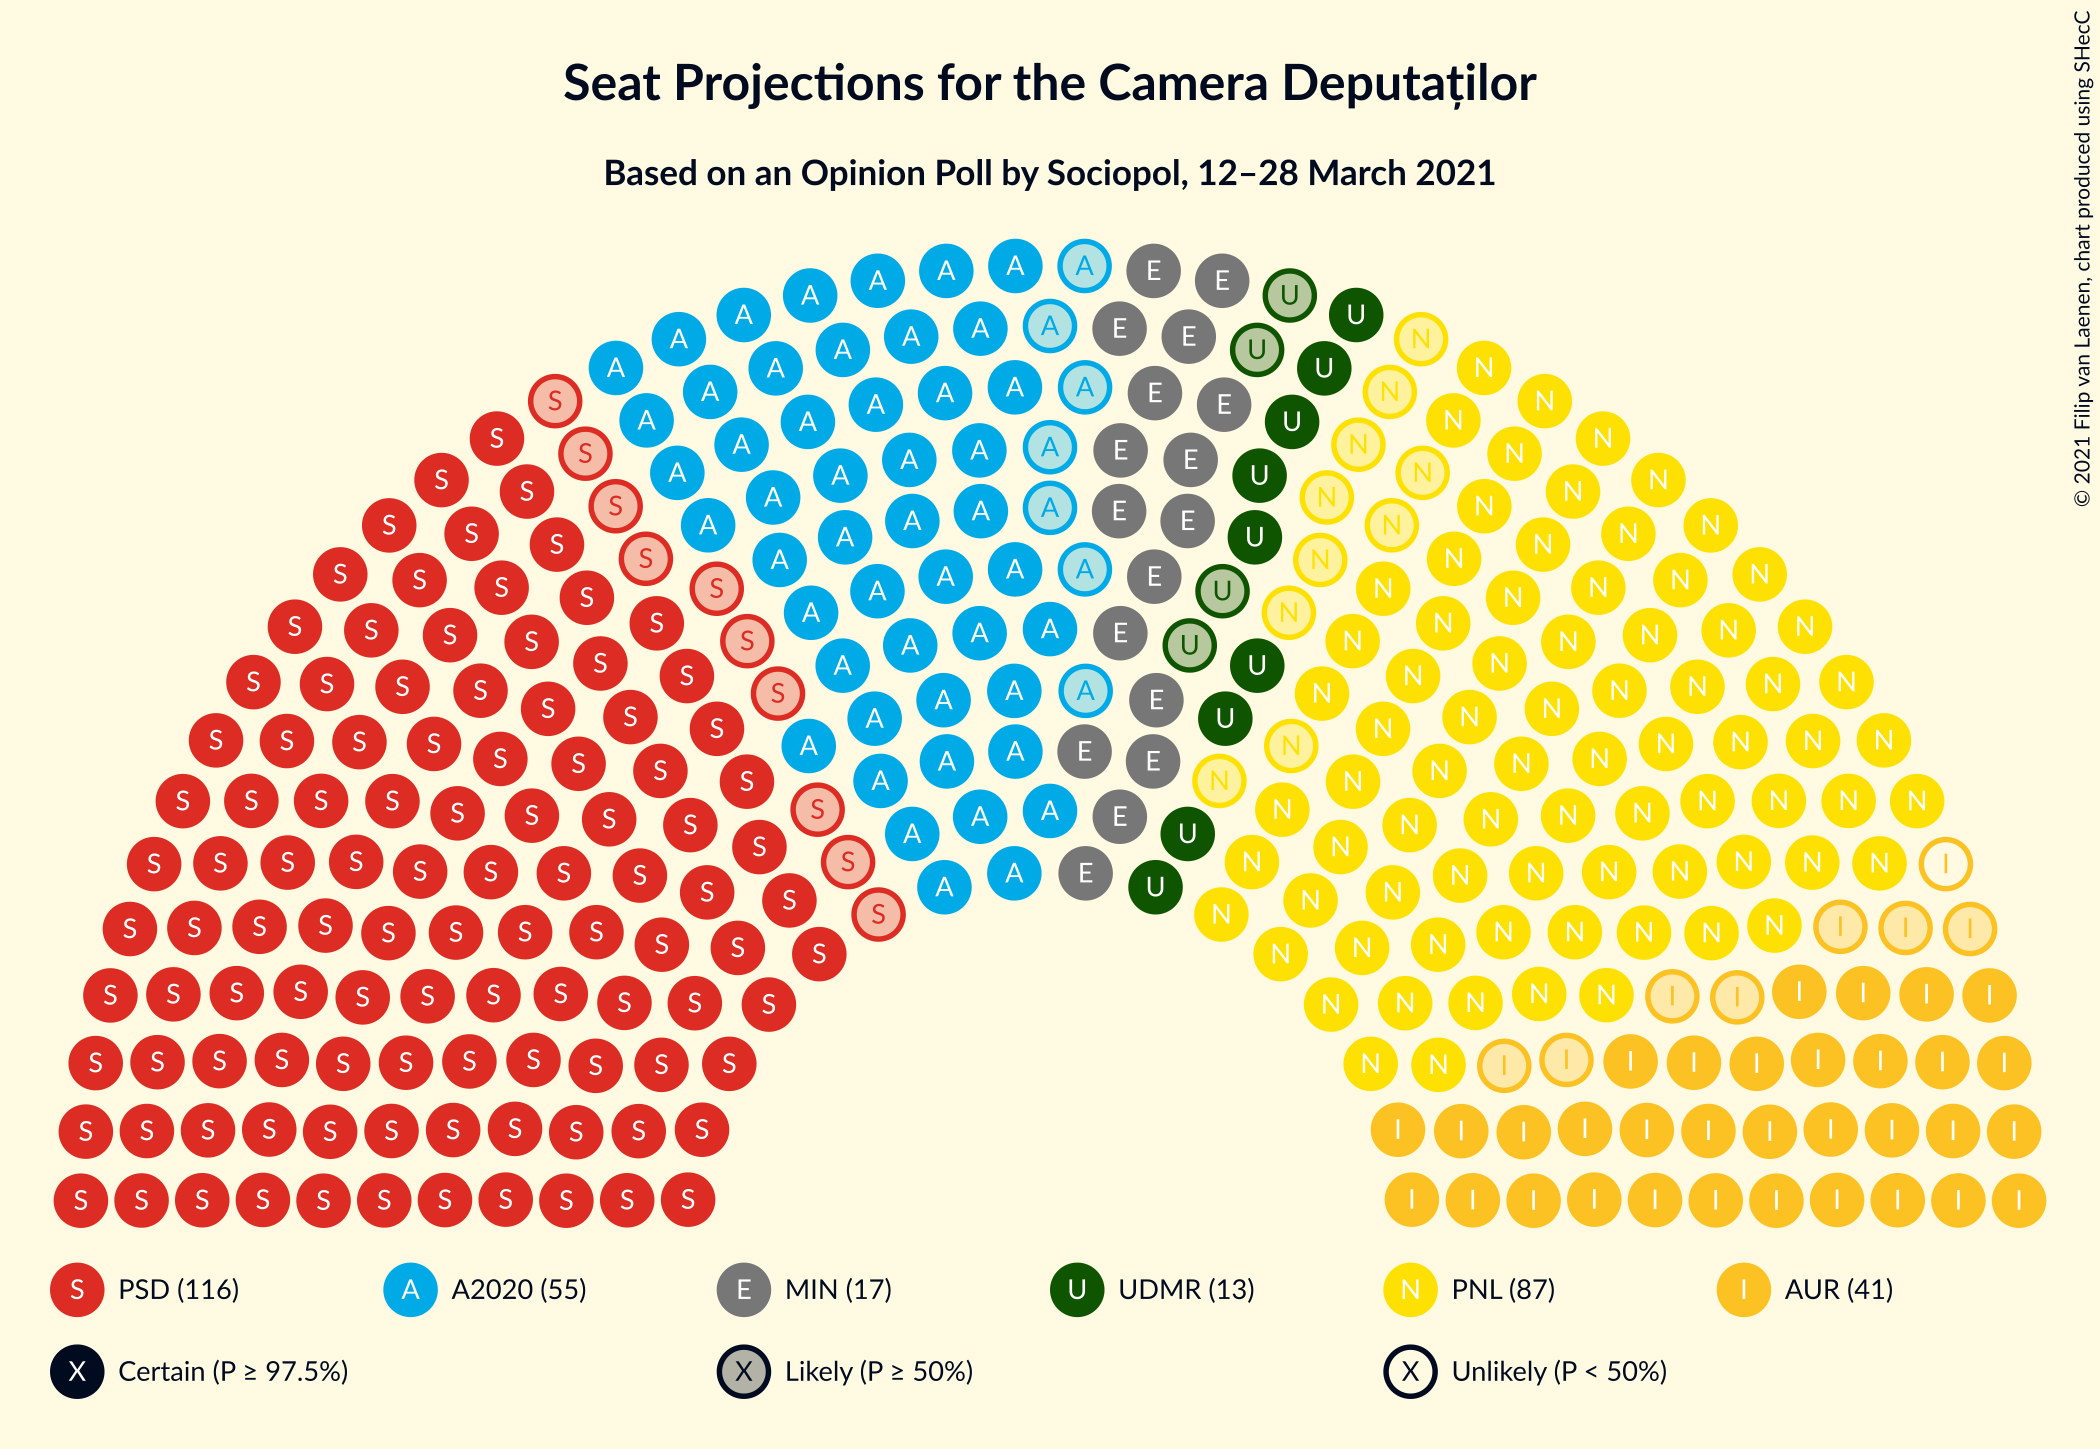 Seat Projections for the Camera Deputaților
Based on an Opinion Poll by Sociopol, 12–28 March 2021
© 2021 Filip van Laenen, chart produced using SHecC
S PSD (116)
A A2020 (55)
E MIN (17)
U UDMR (13)
N PNL (87)
I AUR (41)
X Certain (P ≥ 97.5%)
X Likely (P ≥ 50%)
X Unlikely (P < 50%)